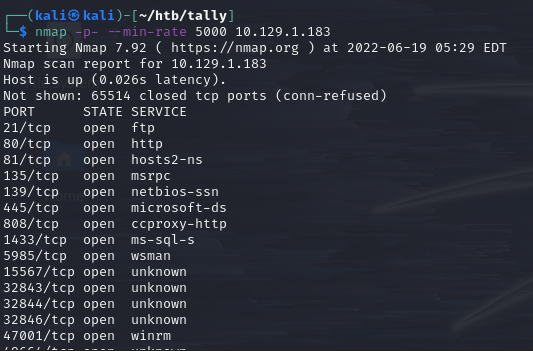 ┌──(kali㉿kali)-[~/htb/tally]
└─$ nmap -p- --min-rate 5000 10.129.1.183
Starting Nmap 7.92 ( https://nmap.org ) at 2022-06-19 05:29 EDT
Nmap scan report for 10.129.1.183
Host is up (0.026s latency).
Not shown: 65514 closed tcp ports (conn-refused)
PORT      STATE SERVICE
21/tcp    open  ftp
80/tcp    open  http
81/tcp    open  hosts2-ns
135/tcp   open  msrpc
139/tcp   open  netbios-ssn
445/tcp   open  microsoft-ds
808/tcp   open  ccproxy-http
1433/tcp  open  ms-sql-s
5985/tcp  open  wsman
15567/tcp open  unknown
32843/tcp open  unknown
32844/tcp open  unknown
32846/tcp open  unknown
47001/tcp open  winrm